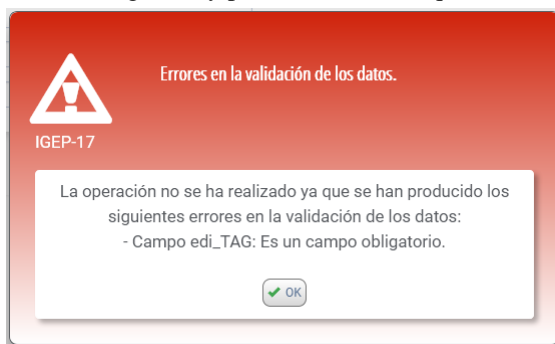 Errores en la validación de los datos.
IGEP-17
La operación no se ha realizado ya que se han producido los
siguientes errores en la validación de los datos:
- Campo edi_TAG: Es un campo obligatorio.
OK